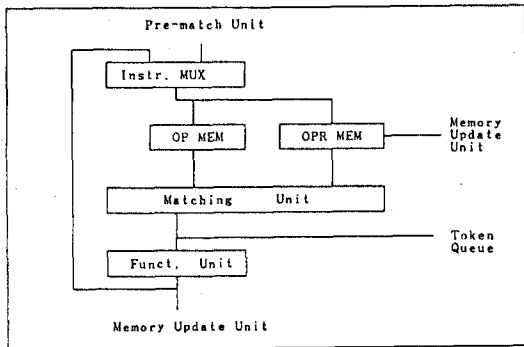 Pre-match Unit
Instr. MUX
OP MEM
OPR MEM
Memory
Update
Unit
Matching Unit
Token
Queue
Funct. Unit
Memory Update Unit